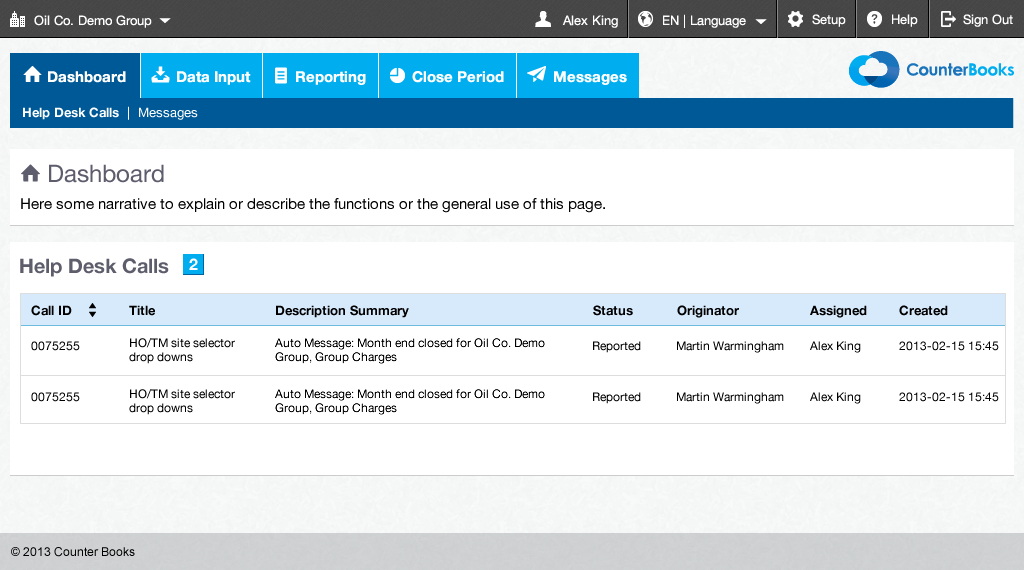 Oil Co. Demo Group
Alex King
EN | Language
Setup
Help
Sign Out
Dashboard
Data Input
Reporting
Close Period
Messages
CounterBooks
Help Desk Calls | Messages
Dashboard
Here some narrative to explain or describe the functions or the general use of this page.
Help Desk Calls 2
Call ID Title Description Summary Status Originator Assigned Created
0075255
HO/TM site selector
drop downs
Auto Message: Month end closed for Oil Co. Demo
Group, Group Charges
Reported
Martin Warmingham
Alex King
2013-02-15 15:45
0075255
HO/TM site selector
drop downs
Auto Message: Month end closed for Oil Co. Demo
Group, Group Charges
Reported
Martin Warmingham
Alex King
2013-02-15 15:45
© 2013 Counter Books